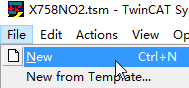 X758NO2.tsm - TwinCAT Sy
File Edit Actions View Op
New Ctrl+N
New from Template...